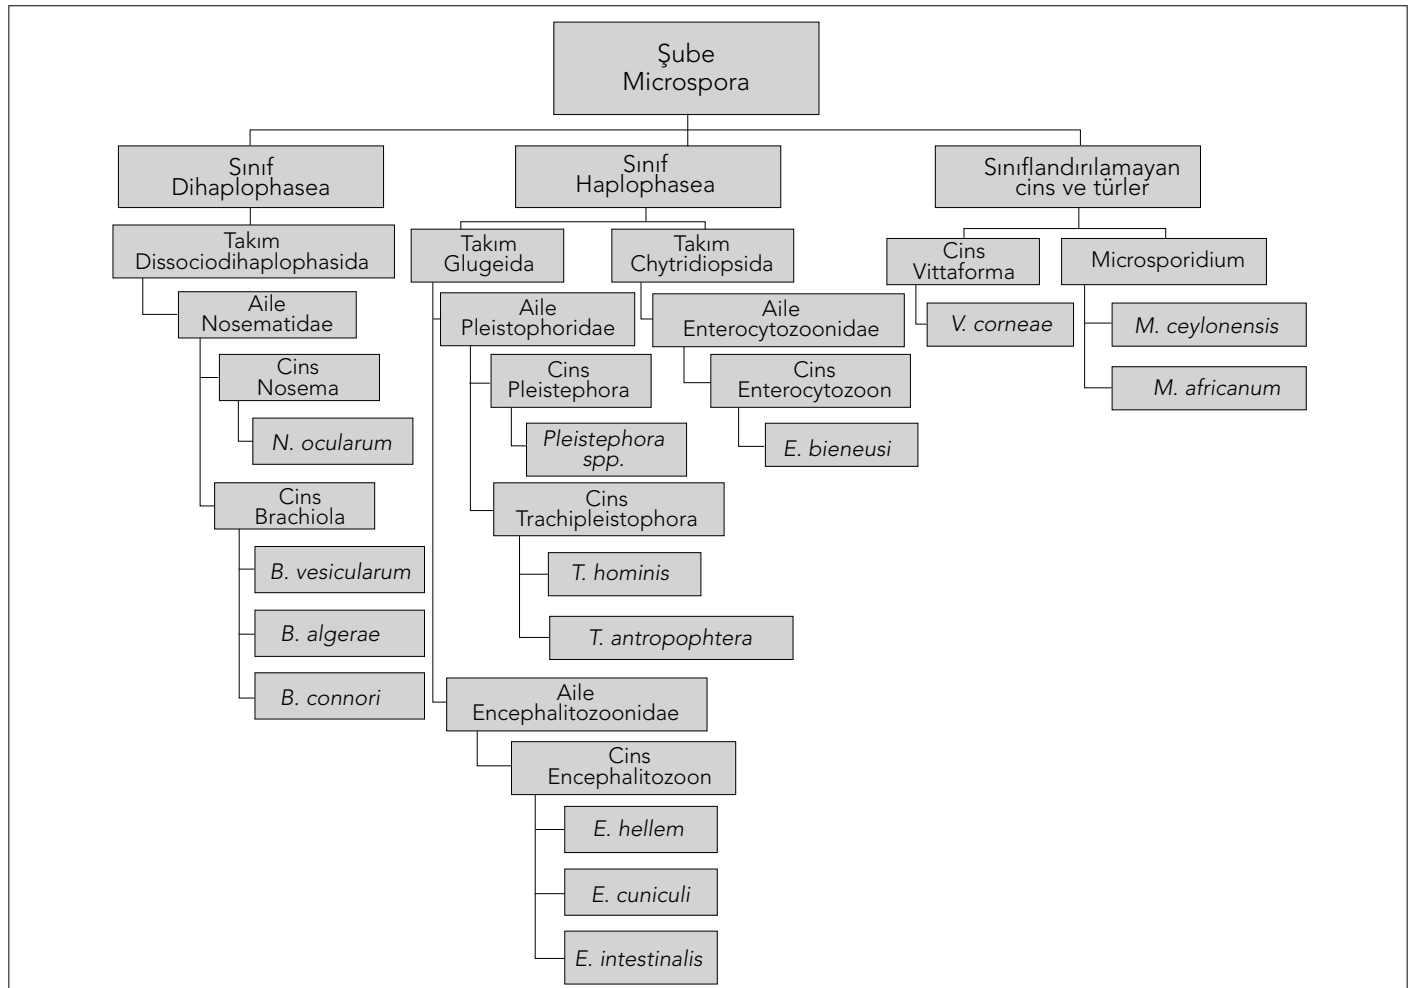 Şube
Microspora
Sınıf
Dihaplophasea
Takım
Dissociodihaplophasida
Aile
Nosematidae
Cins
Nosema
N. ocularum
Cins
Brachiola
B. vesicularum
B. algerae
B. connori
Sınıf
Haplophasea
Takım
Glugeida
Aile
Pleistophoridae
Cins
Pleistephora
Pleistephora
spp.
Cins
Trachipleistophora
T. hominis
T. antropophtera
Aile
Encephalitozoonidae
Cins
Encephalitozoon
E. hellem
E. cuniculi
E. intestinalis
Takım
Chytridiopsida
Aile
Enterocytozoonidae
Cins
Enterocytozoon
E. bieneusi
Sınıflandırılamayan
cins ve türler
Cins
Vittaforma
V. corneae
Microsporidium
M. ceylonensis
M. africanum